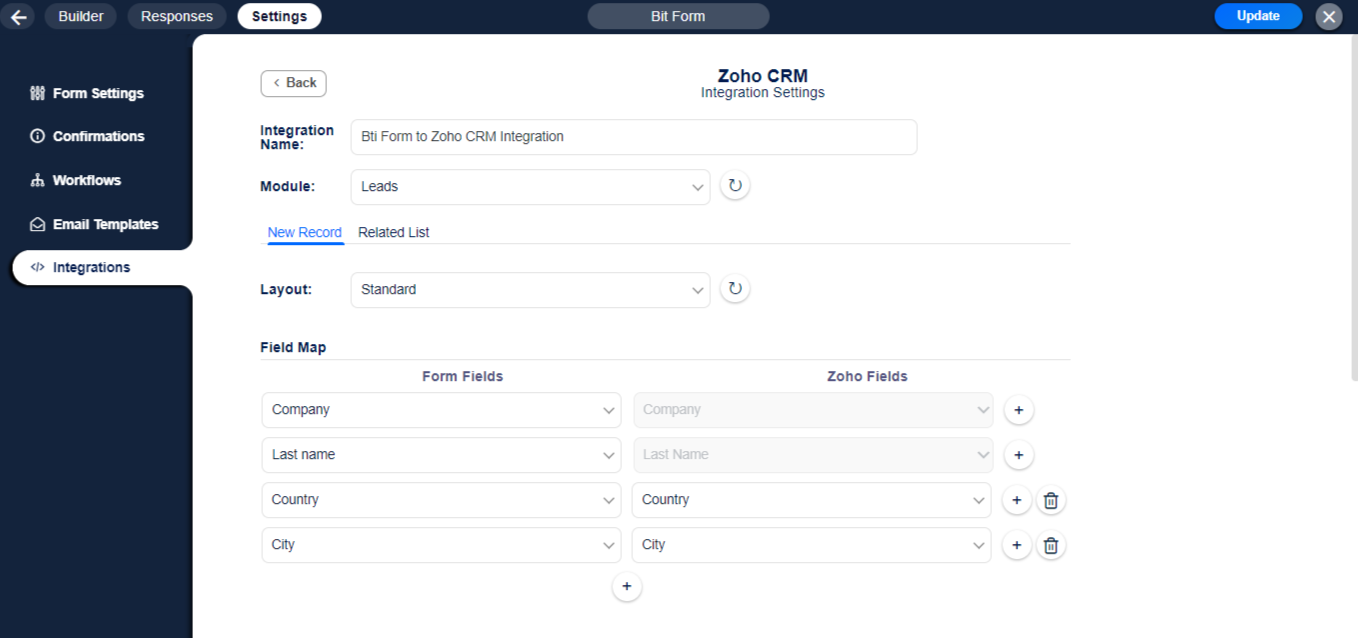 Builder Responses Settings Bit Form Update
Form Settings
Confirmations
Workflows
Email Templates
Integrations
Back
Zoho CRM
Integration Settings
Integration
Name:
Bti Form to Zoho CRM Integration
Module: Leads
New Record Related List
Layout: Standard
Field Map
Form Fields Zoho Fields
Company Company
Last name Last Name
Country Country
City City